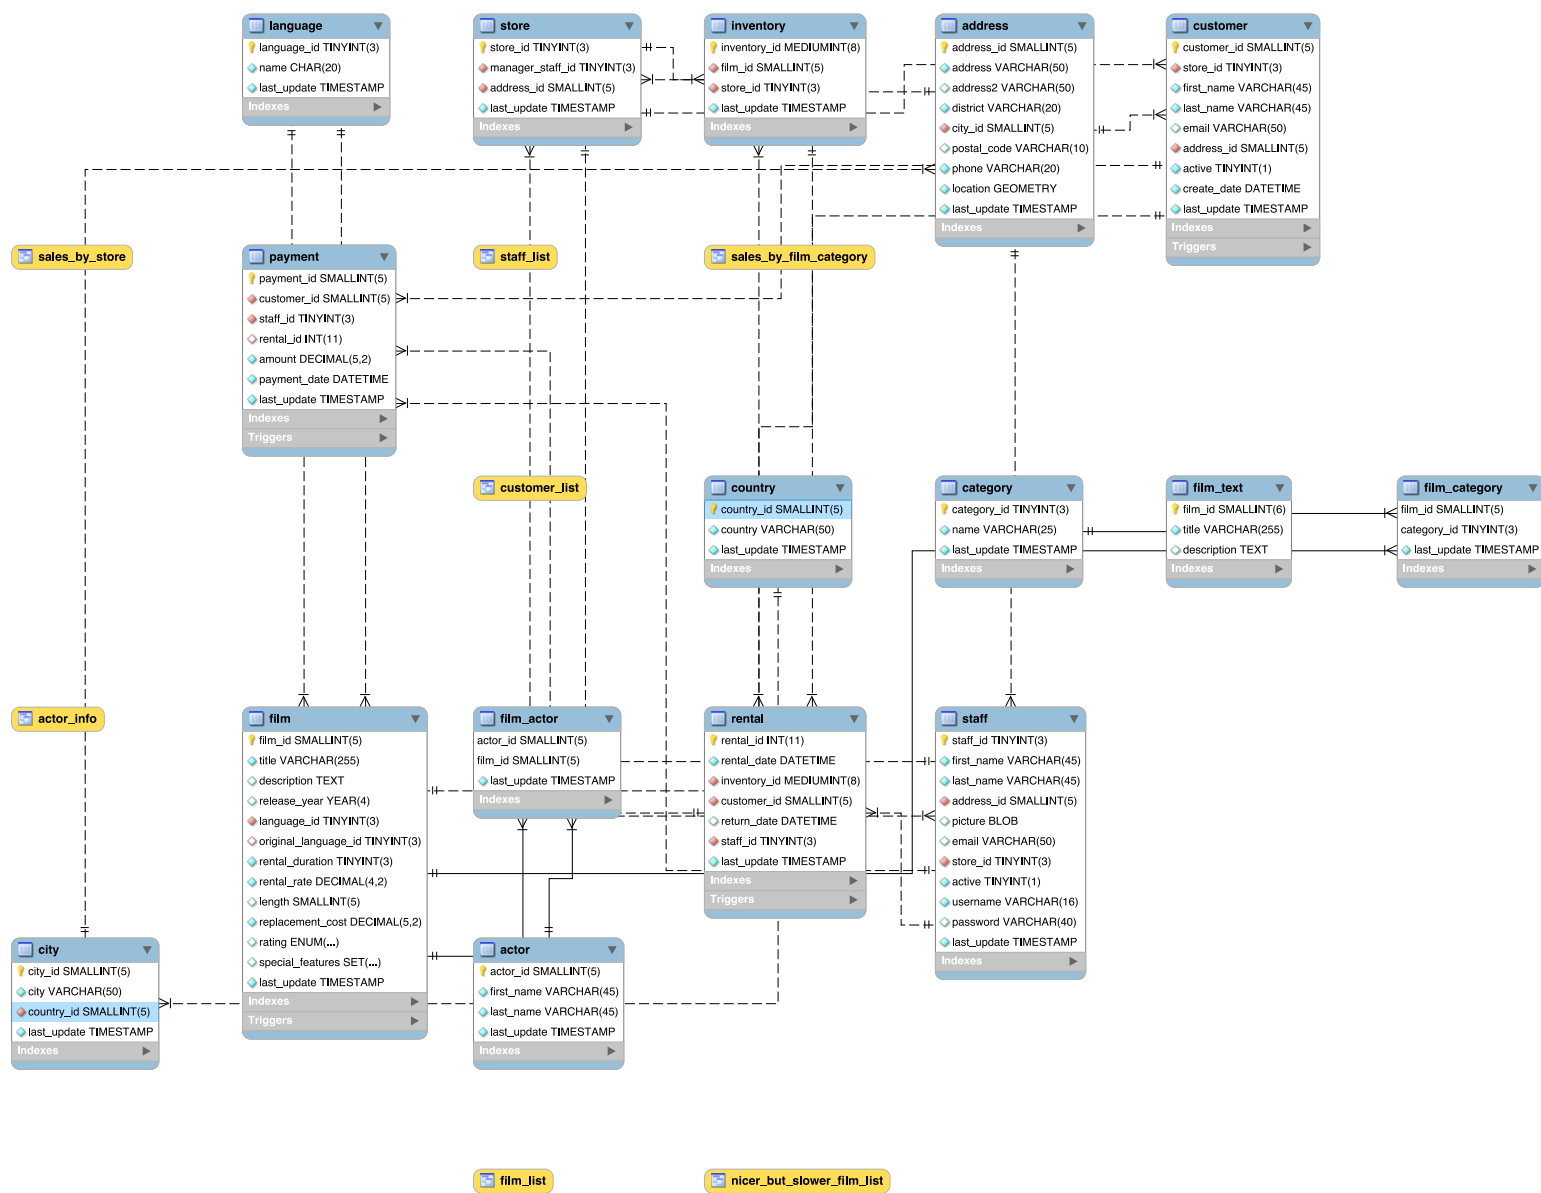 language
language_id TINYINT(3)
name CHAR(20)
last_update TIMESTAMP
Indexes
store
store_id TINYINT(3)
manager_staff_id TINYINT(3)
address_id SMALLINT(5)
last_update TIMESTAMP
Indexes
inventory
inventory_id MEDIUMINT(8)
film_id SMALLINT(5)
store_id TINYINT(3)
last_update TIMESTAMP
Indexes
address
address_id SMALLINT(5)
address VARCHAR(50)
address2 VARCHAR(50)
district VARCHAR(20)
city_id SMALLINT(5)
postal_code VARCHAR(10)
phone VARCHAR(20)
location GEOMETRY
last_update TIMESTAMP
Indexes
customer
customer_id SMALLINT(5)
store_id TINYINT(3)
first_name VARCHAR(45)
last_name VARCHAR(45)
email VARCHAR(50)
address_id SMALLINT(5)
active TINYINT(1)
create_date DATETIME
last_update TIMESTAMP
Indexes
Triggers
sales_by_store
payment
payment_id SMALLINT(5)
customer_id SMALLINT(5)
staff_id TINYINT(3)
rental_id INT(11)
amount DECIMAL(5,2)
payment_date DATETIME
last_update TIMESTAMP
Indexes
Triggers
staff_list
sales_by_film_category
customer_list
country
country_id SMALLINT(5)
country VARCHAR(50)
last_update TIMESTAMP
Indexes
category
category_id TINYINT(3)
name VARCHAR(25)
last_update TIMESTAMP
Indexes
film_text
film_id SMALLINT(6)
title VARCHAR(255)
description TEXT
Indexes
film_category
film_id SMALLINT(5)
category_id TINYINT(3)
last_update TIMESTAMP
Indexes
actor_info
film
film_id SMALLINT(5)
title VARCHAR(255)
description TEXT
release_year YEAR(4)
language_id TINYINT(3)
original_language_id TINYINT(3)
rental_duration TINYINT(3)
rental_rate DECIMAL(4,2)
length SMALLINT(5)
replacement_cost DECIMAL(5,2)
rating ENUM(...)
special_features SET(...)
last_update TIMESTAMP
Indexes
Triggers
film_actor
actor_id SMALLINT(5)
film_id SMALLINT(5)
last_update TIMESTAMP
Indexes
rental
rental_id INT(11)
rental_date DATETIME
inventory_id MEDIUMINT(8)
customer_id SMALLINT(5)
return_date DATETIME
staff_id TINYINT(3)
last_update TIMESTAMP
Indexes
Triggers
staff
staff_id TINYINT(3)
first_name VARCHAR(45)
last_name VARCHAR(45)
address_id SMALLINT(5)
picture BLOB
email VARCHAR(50)
store_id TINYINT(3)
active TINYINT(1)
username VARCHAR(16)
password VARCHAR(40)
last_update TIMESTAMP
Indexes
city
city_id SMALLINT(5)
city VARCHAR(50)
country_id SMALLINT(5)
last_update TIMESTAMP
Indexes
actor
actor_id SMALLINT(5)
first_name VARCHAR(45)
last_name VARCHAR(45)
last_update TIMESTAMP
Indexes
film_list
nicer_but_slower_film_list